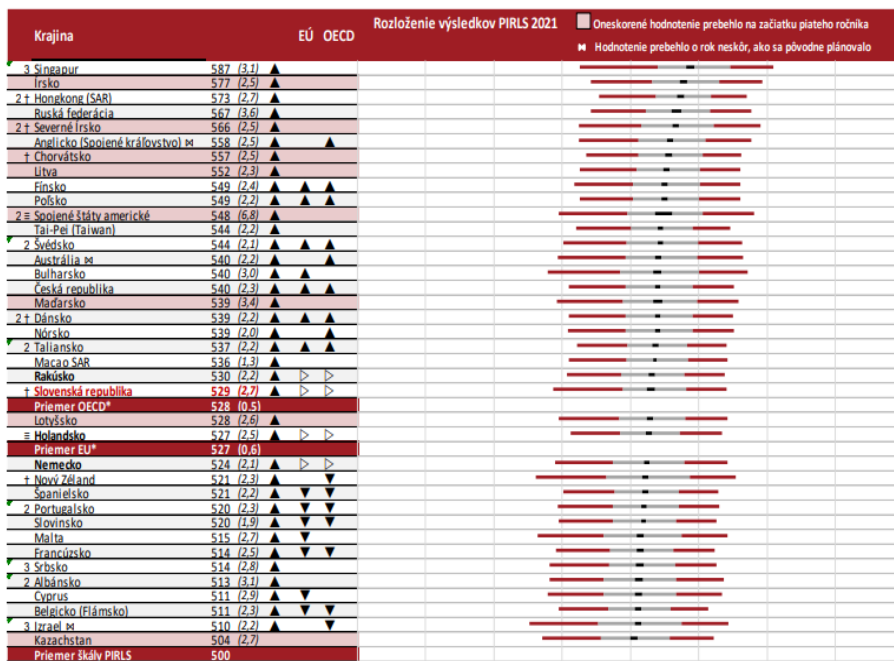 Krajina EÚ OECD Rozloženie výsledkov PIRLS 2021 Oneskorené hodnotenie prebehlo na začiatku piateho ročníka
⋈ Hodnotenie prebehlo o rok neskôr, ako sa pôvodne plánovalo
3 Singapur 587 (3,1) ▲
Írsko 577 (2,5) ▲
2 † Hongkong (SAR) 573 (2,7) ▲
Ruská federácia 567 (3,6) ▲
2 † Severné Írsko 566 (2,5) ▲
Anglicko (Spojené kráľovstvo) ⋈ 558 (2,5) ▲ ▲
† Chorvátsko 557 (2,5) ▲
Litva 552 (2,3) ▲
Fínsko 549 (2,4) ▲ ▲ ▲
Poľsko 549 (2,2) ▲ ▲ ▲
2 ≡ Spojené štáty americké 548 (6,8) ▲
Tai-Pei (Taiwan) 544 (2,2) ▲
2 Švédsko 544 (2,1) ▲ ▲ ▲
Austrália ⋈ 540 (2,2) ▲ ▲
Bulharsko 540 (3,0) ▲ ▲
Česká republika 540 (2,3) ▲ ▲ ▲
Maďarsko 539 (3,4) ▲
2 † Dánsko 539 (2,2) ▲ ▲ ▲
Nórsko 539 (2,0) ▲ ▲
2 Taliansko 537 (2,2) ▲ ▲ ▲
Macao SAR 536 (1,3) ▲
Rakúsko 530 (2,2) ▲ ▷ ▷
† Slovenská republika 529 (2,7) ▲ ▷ ▷
Priemer OECD* 528 (0,5)
Lotyšsko 528 (2,6) ▲
≡ Holandsko 527 (2,5) ▲ ▷ ▷
Priemer EU* 527 (0,6)
Nemecko 524 (2,1) ▲ ▷ ▷
† Nový Zéland 521 (2,3) ▲ ▼
Španielsko 521 (2,2) ▲ ▼ ▼
2 Portugalsko 520 (2,3) ▲ ▼ ▼
Slovinsko 520 (1,9) ▲ ▼ ▼
Malta 515 (2,7) ▲ ▼
Francúzsko 514 (2,5) ▲ ▼ ▼
3 Srbsko 514 (2,8) ▲
2 Albánsko 513 (3,1) ▲
Cyprus 511 (2,9) ▲ ▼
Belgicko (Flámsko) 511 (2,3) ▲ ▼ ▼
3 Izrael ⋈ 510 (2,2) ▲ ▼
Kazachstan 504 (2,7)
Priemer škály PIRLS 500